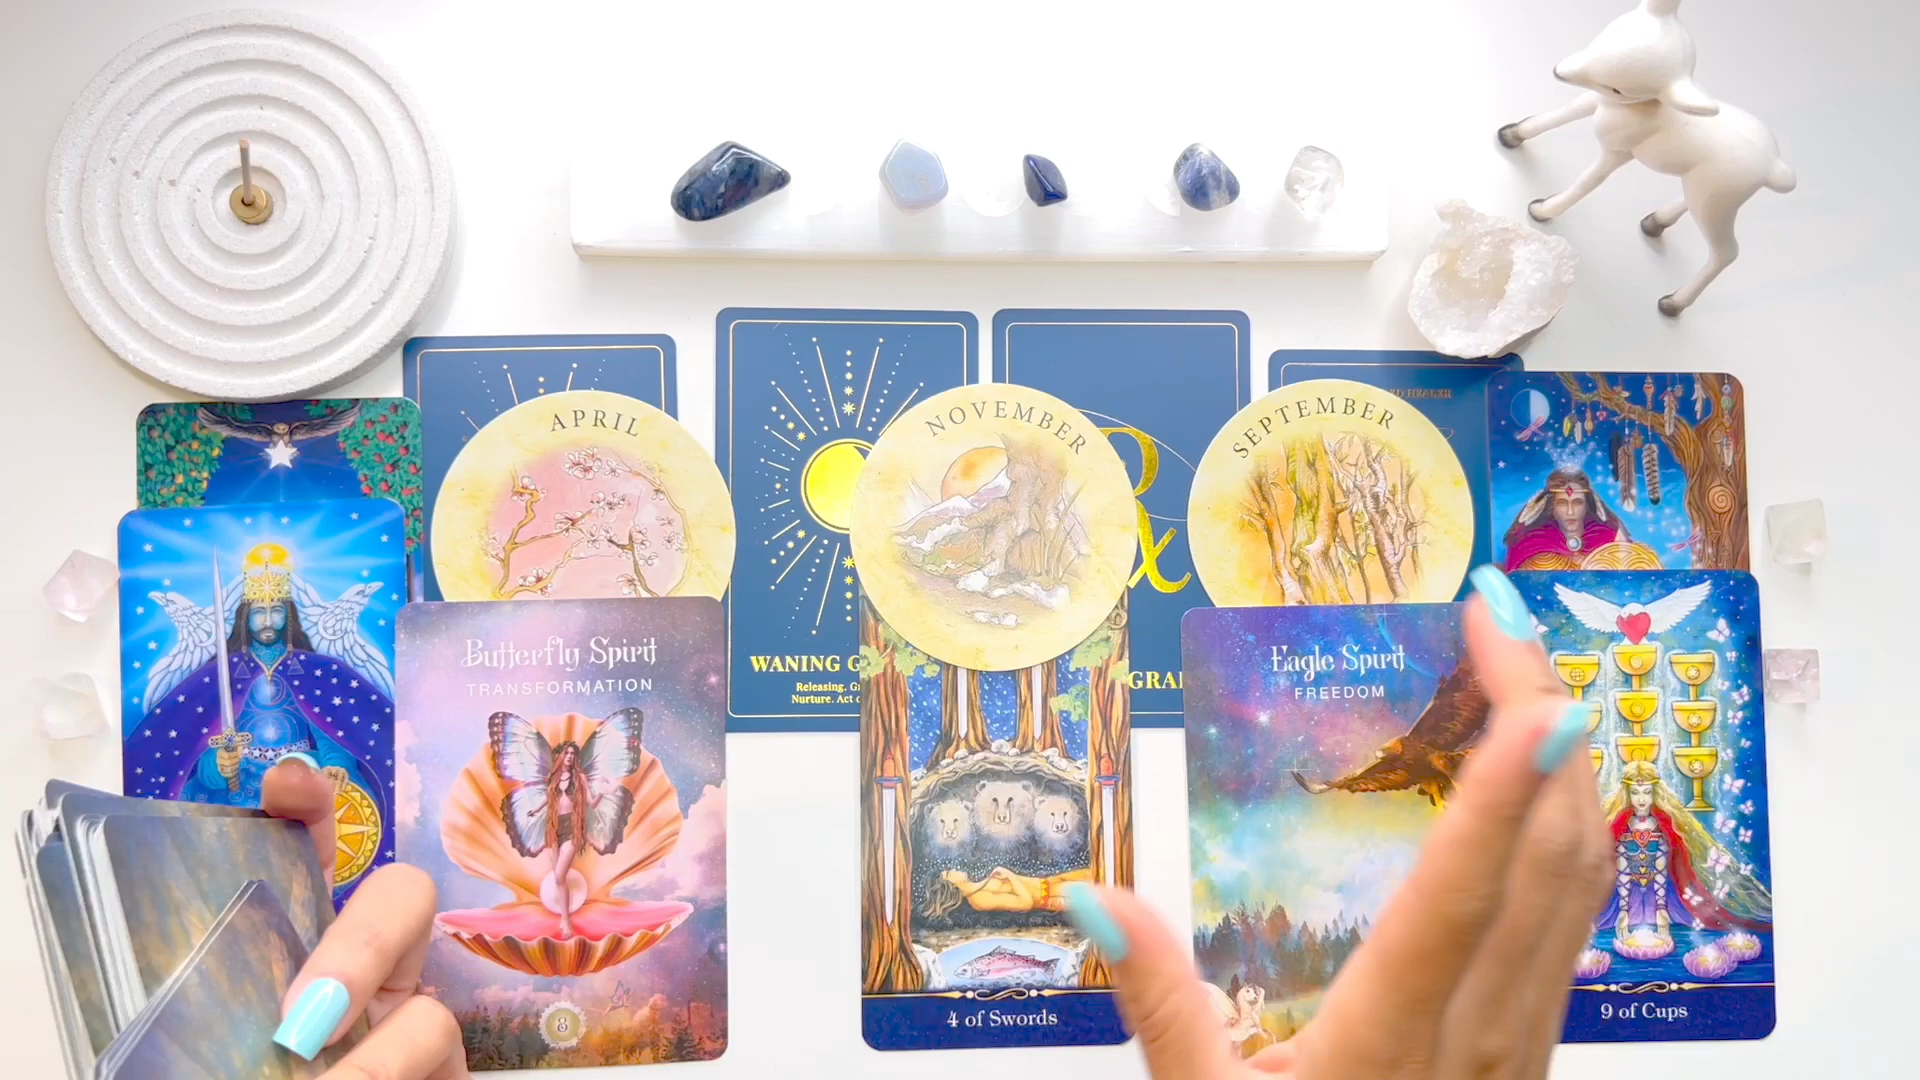 APRIL
NOVEMBER
SEPTEMBER
Butterfly Spirit
TRANSFORMATION
8
WANING
Releasing.
Nurture. Act
Eagle Spirit
FREEDOM
4 of Swords
9 of Cups